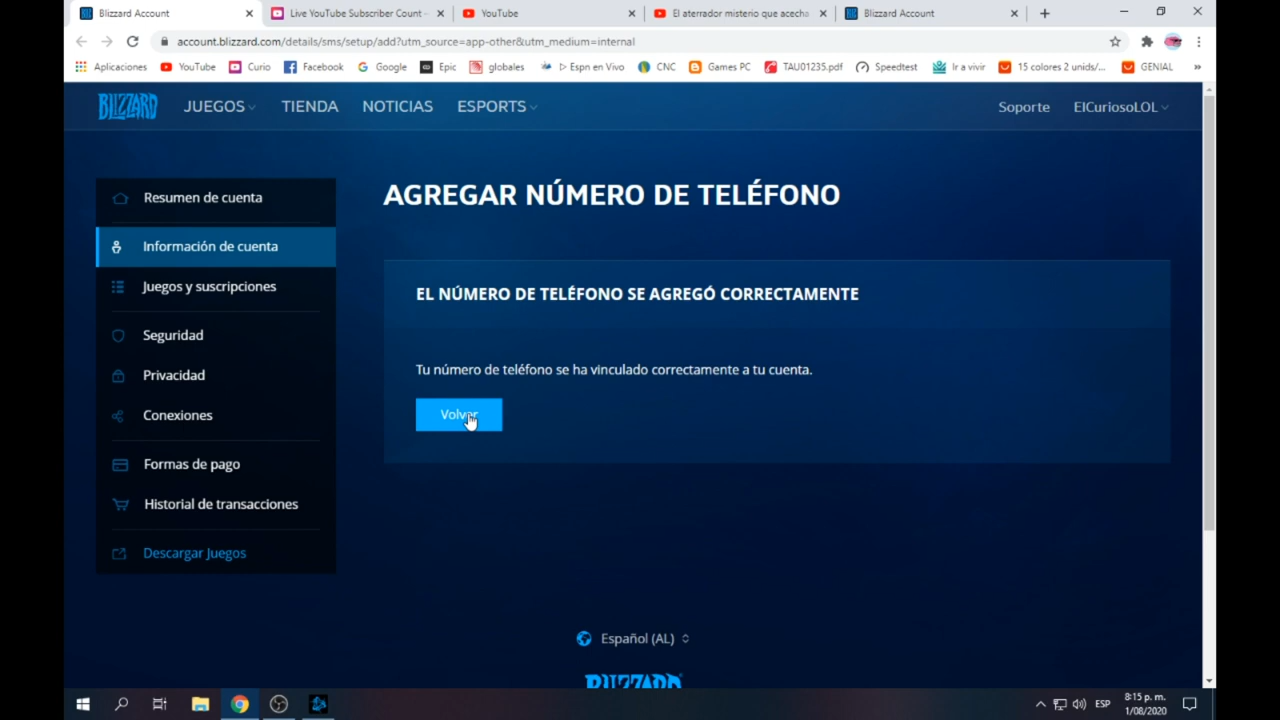 Blizzard Account
Live YouTube Subscriber Count -
YouTube
El aterrador misterio que acecha
Blizzard Account
account.blizzard.com/details/sms/setup/add?utm_source=app-other&utm_medium=internal
Aplicaciones YouTube Curio Facebook Google Epic globales ▷ Espn en Vivo CNC Games PC TAU01235.pdf Speedtest Ir a vivir 15 colores 2 unids/... GENIAL »
BLIZZARD JUEGOS TIENDA NOTICIAS ESPORTS Soporte ElCuriosoLOL
Resumen de cuenta
Información de cuenta
Juegos y suscripciones
Seguridad
Privacidad
Conexiones
Formas de pago
Historial de transacciones
Descargar Juegos
AGREGAR NÚMERO DE TELÉFONO
EL NÚMERO DE TELÉFONO SE AGREGÓ CORRECTAMENTE
Tu número de teléfono se ha vinculado correctamente a tu cuenta.
Volver
Español (AL)
BLIZZARD
ESP
8:15 p. m.
1/08/2020